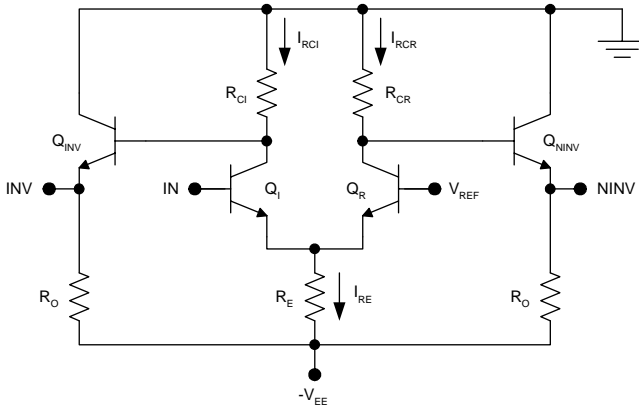 I_RCI
I_RCR
R_CI
R_CR
Q_INV
Q_NINV
INV
IN
Q_I
Q_R
V_REF
NINV
R_O
R_E
I_RE
R_O
-V_EE